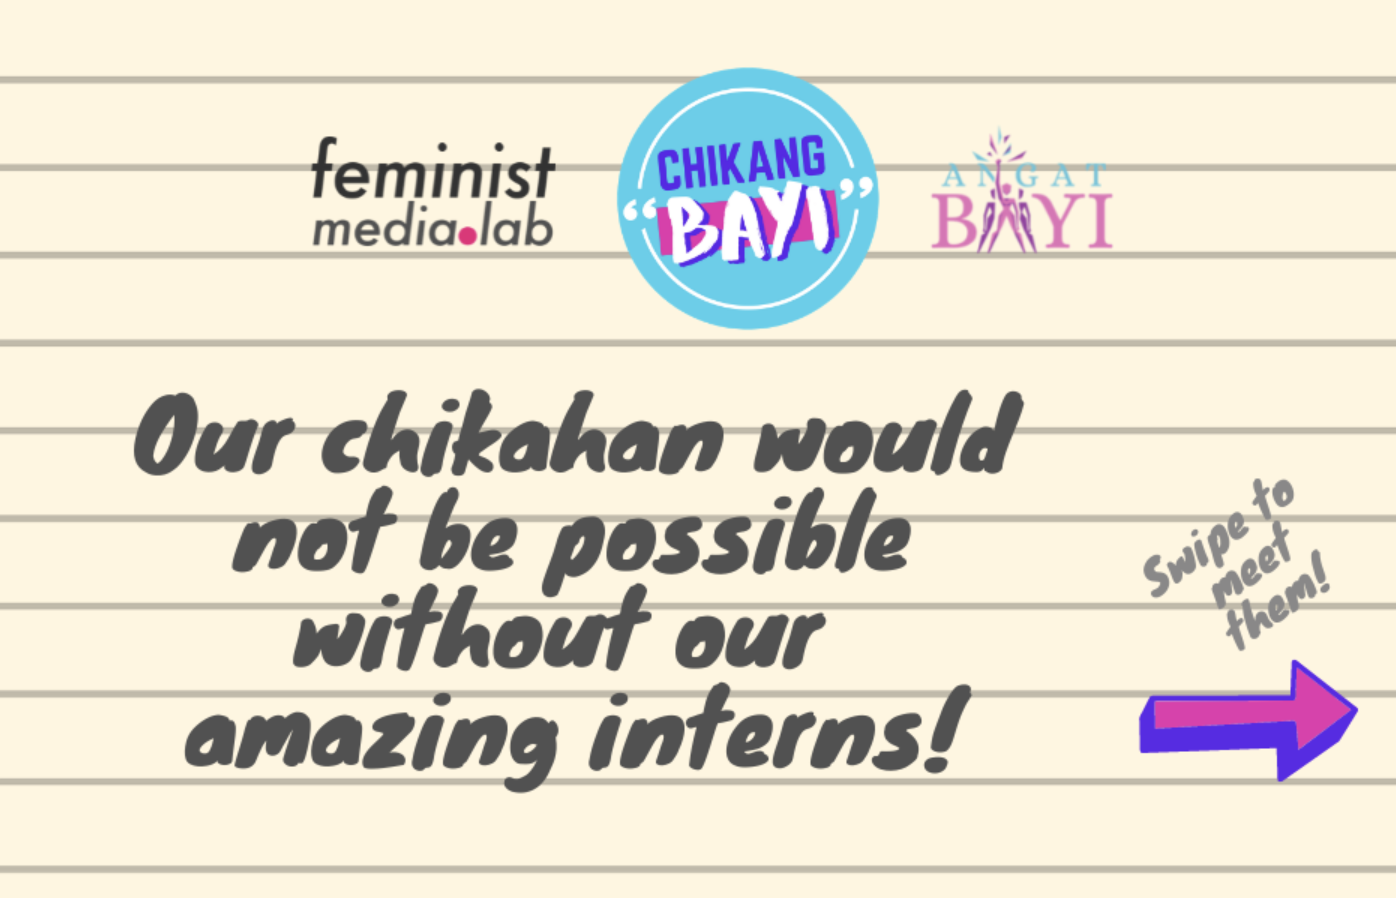 feminist
media.lab
CHIKANG
“BAYI”
ANGAT
BAYI
Our chikahan would
not be possible
without our
amazing interns!
Swipe to
meet
them!